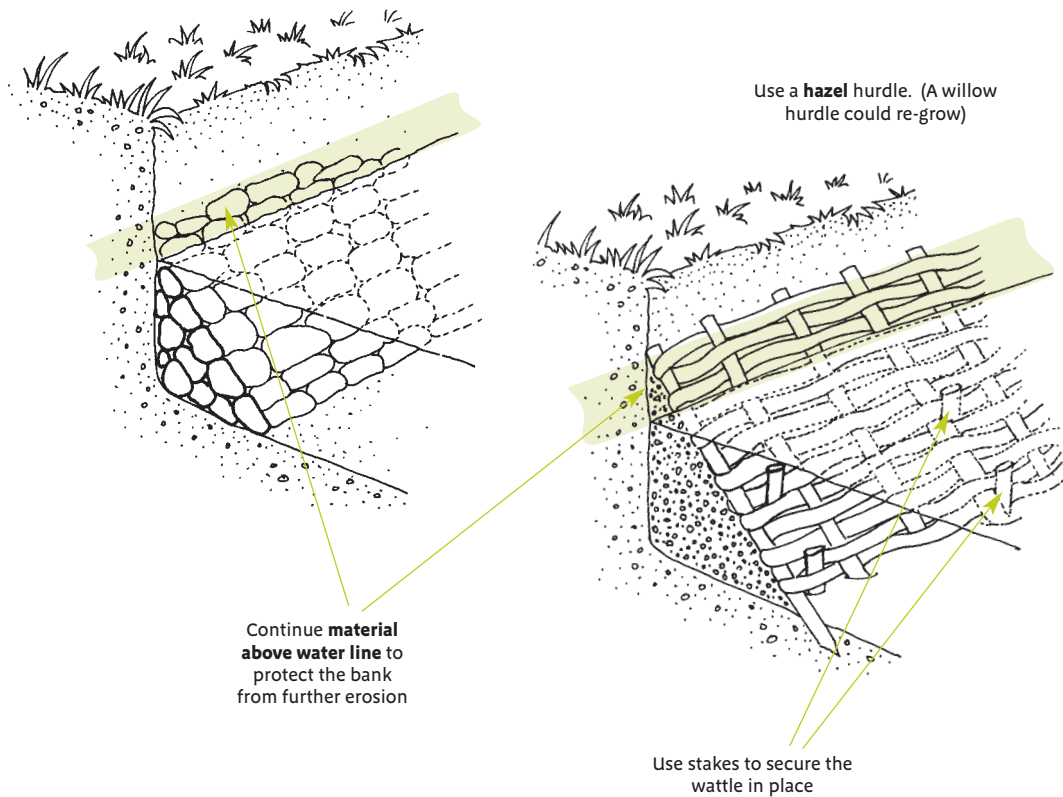 Use a hazel hurdle. (A willow
hurdle could re-grow)
Continue material
above water line to
protect the bank
from further erosion
Use stakes to secure the
wattle in place